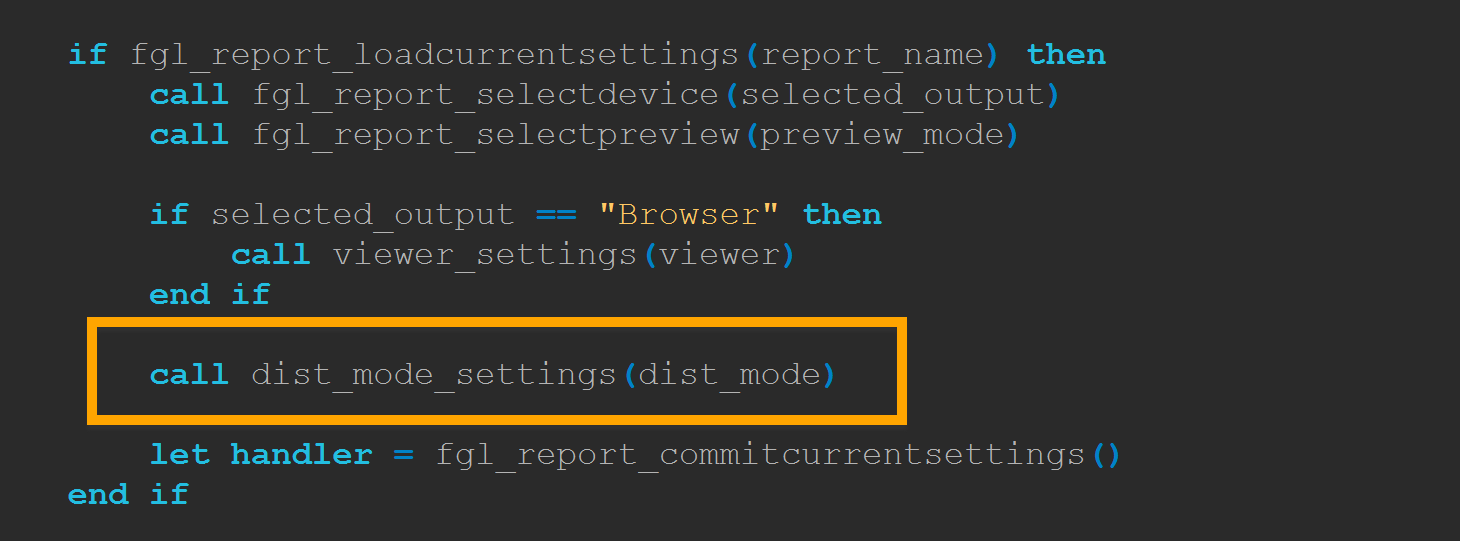 if fgl_report_loadcurrentsettings(report_name) then
call fgl_report_selectdevice(selected_output)
call fgl_report_selectpreview(preview_mode)
if selected_output == "Browser" then
call viewer_settings(viewer)
end if
call dist_mode_settings(dist_mode)
let handler = fgl_report_commitcurrentsettings()
end if